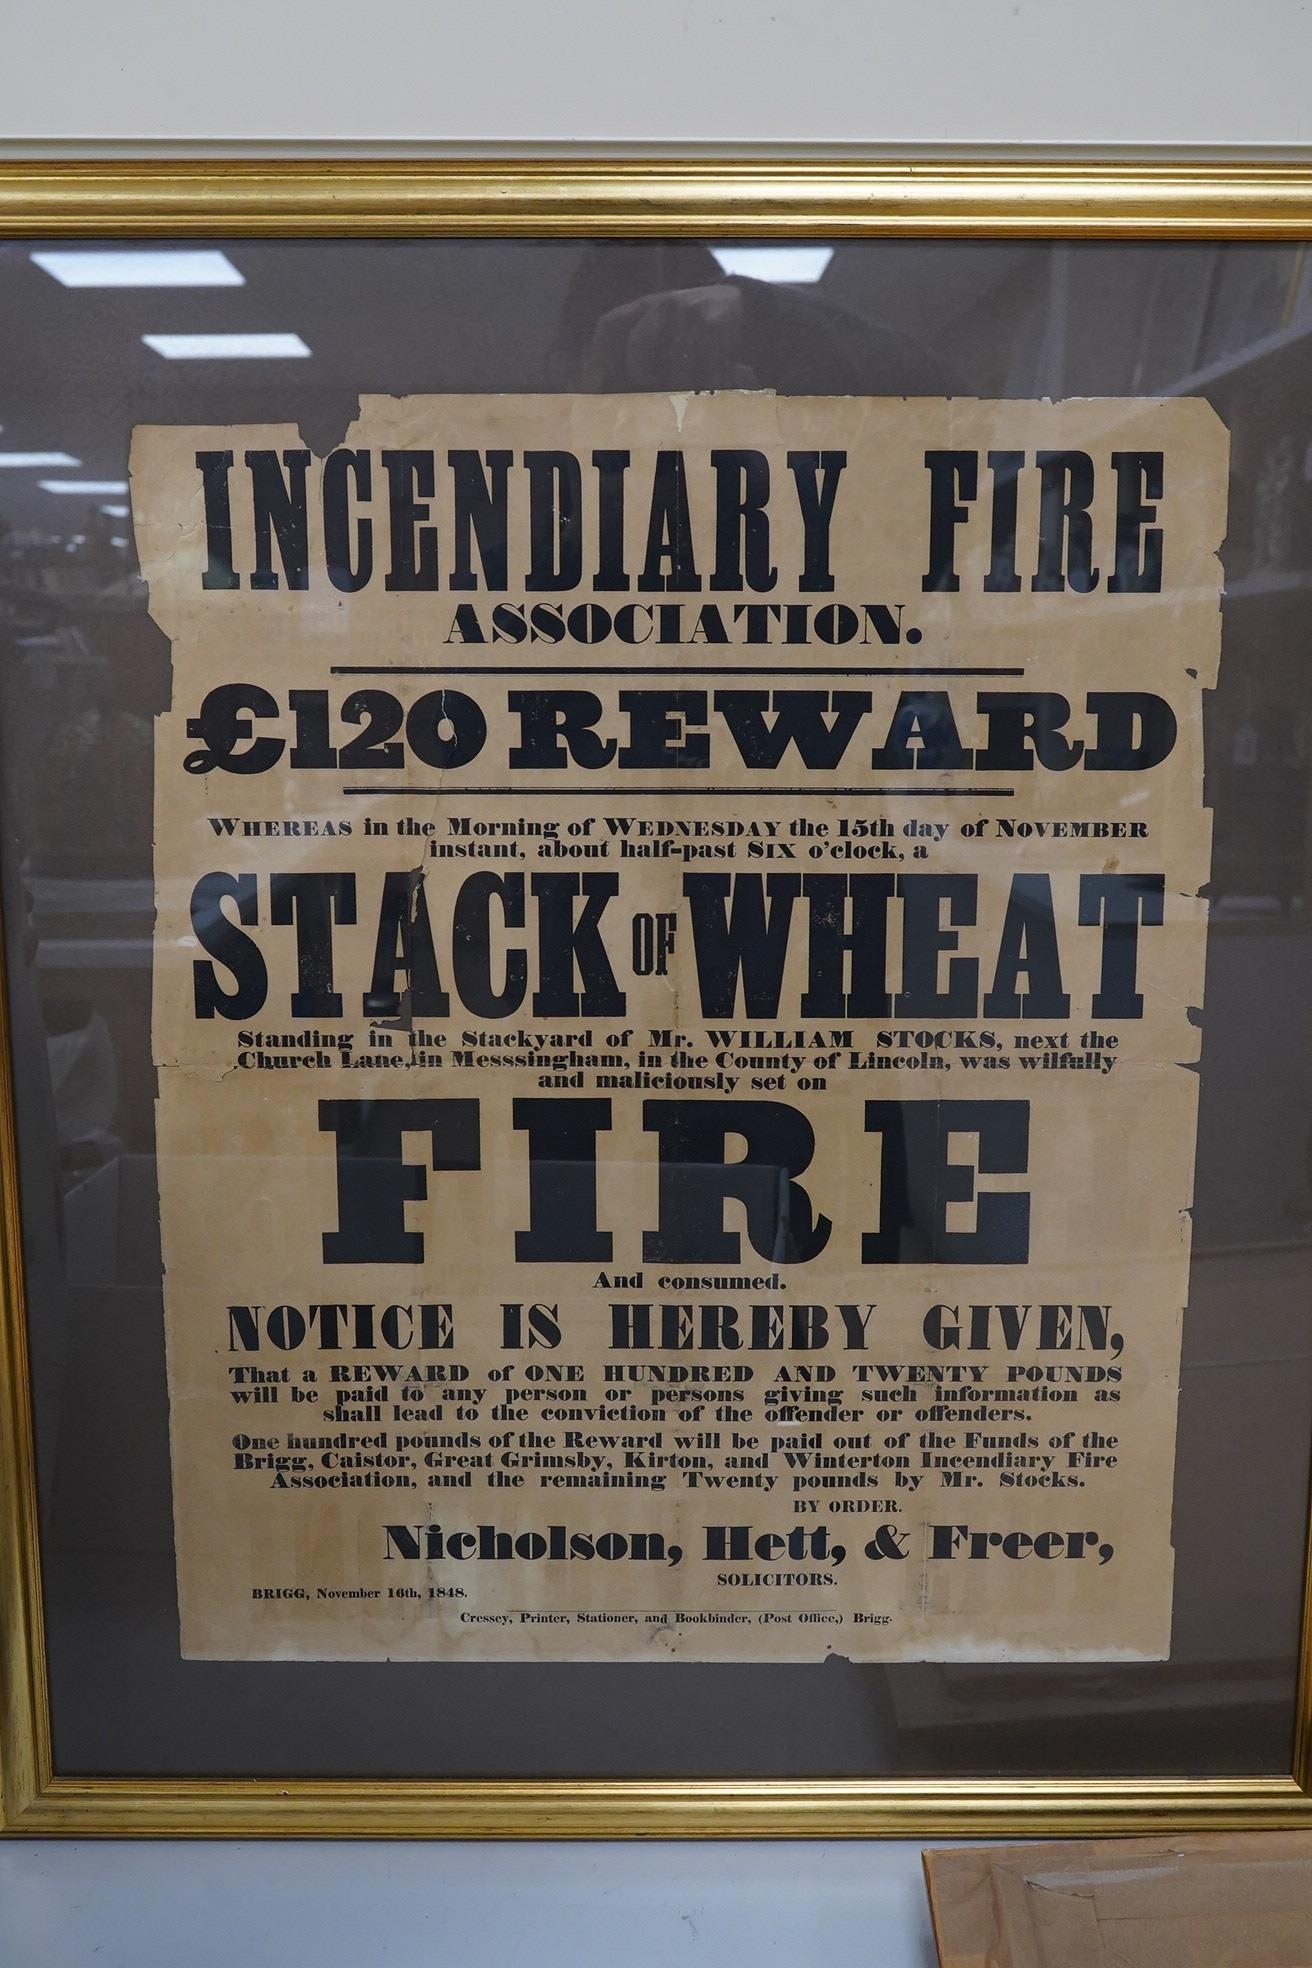 INCENDIARY FIRE
ASSOCIATION.
£120 REWARD
WHEREAS in the Morning of WEDNESDAY the 15th day of NOVEMBER
instant, about half-past SIX o'clock, a
STACK OF WHEAT
Standing in the Stackyard of Mr. WILLIAM STOCKS, next the
Church Lane, in Messsingham, in the County of Lincoln, was wilfully
and maliciously set on
FIRE
And consumed.
NOTICE IS HEREBY GIVEN,
That a REWARD of ONE HUNDRED AND TWENTY POUNDS
will be paid to any person or persons giving such information as
shall lead to the conviction of the offender or offenders.
One hundred pounds of the Reward will be paid out of the Funds of the
Brigg, Caistor, Great Grimsby, Kirton, and Winterton Incendiary Fire
Association, and the remaining Twenty pounds by Mr. Stocks.
BY ORDER.
Nicholson, Hett, & Freer,
SOLICITORS.
BRIGG, November 16th, 1848.
Cressey, Printer, Stationer, and Bookbinder, (Post Office,) Brigg.